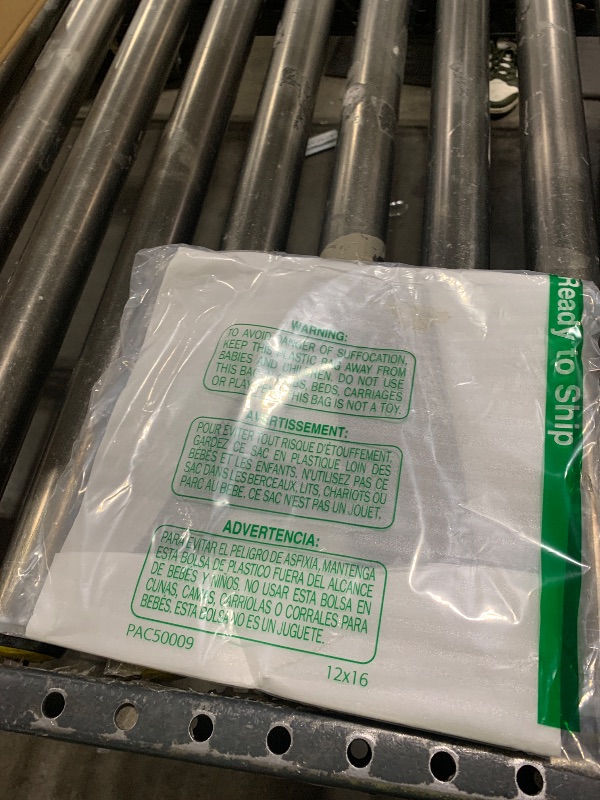 WARNING:
TO AVOID DANGER OF SUFFOCATION,
KEEP THIS PLASTIC BAG AWAY FROM
BABIES AND CHILDREN. DO NOT USE
THIS BAG IN CRIBS, BEDS, CARRIAGES
OR PLAY PENS. THIS BAG IS NOT A TOY.
AVERTISSEMENT:
POUR EVITER TOUT RISQUE D'ÉTOUFFEMENT,
GARDEZ CE SAC EN PLASTIQUE LOIN DES
BÉBÉS ET LES ENFANTS. N'UTILISEZ PAS CE
SAC DANS LES BERCEAUX, LITS, CHARIOTS OU
PARC AU BÉBÉ. CE SAC N'EST PAS UN JOUET.
ADVERTENCIA:
PARA EVITAR EL PELIGRO DE ASFIXIA, MANTENGA
ESTA BOLSA DE PLASTICO FUERA DEL ALCANCE
DE BEBÉS Y NIÑOS. NO USAR ESTA BOLSA EN
CUNAS, CAMAS, CARRIOLAS O CORRALES PARA
BEBÉS. ESTA BOLSA NO ES UN JUGUETE.
PAC50009
12x16
Ready to Ship